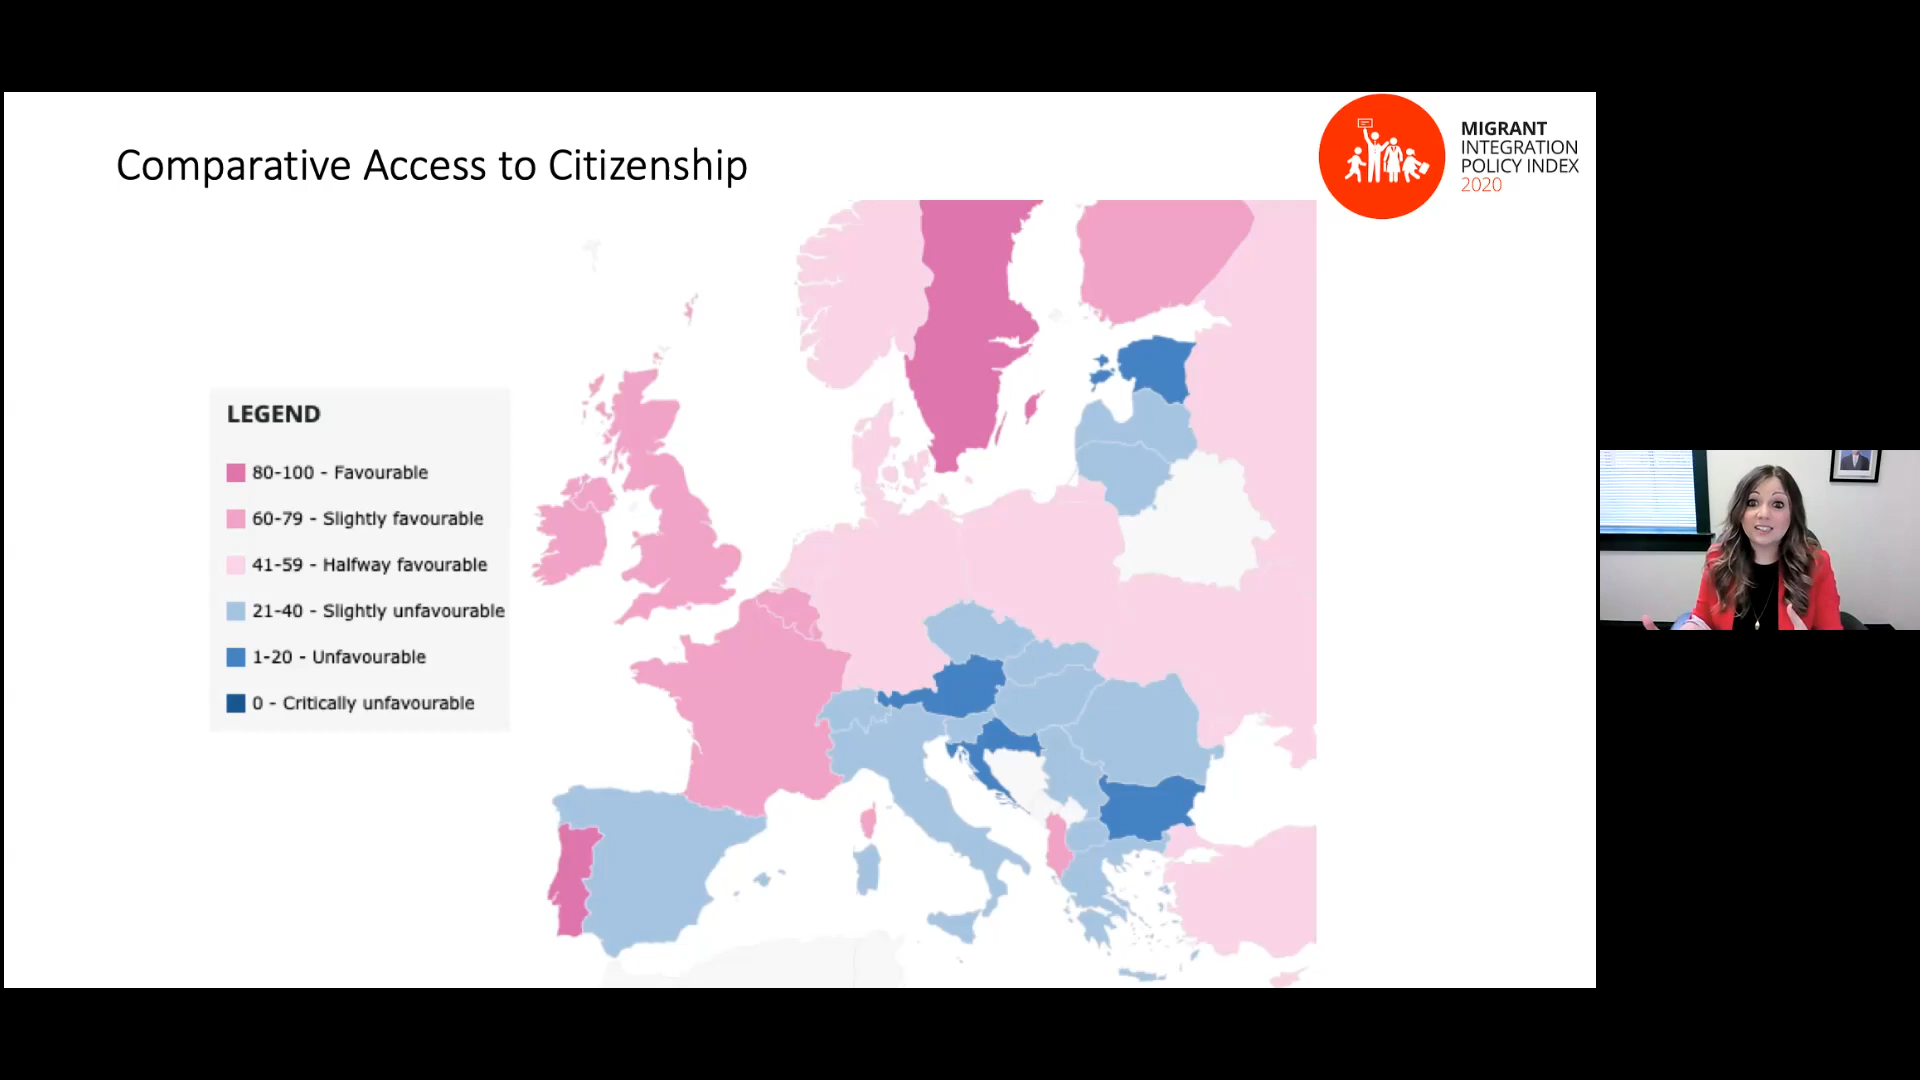 Comparative Access to Citizenship
MIGRANT
INTEGRATION
POLICY INDEX
2020
LEGEND
80-100 - Favourable
60-79 - Slightly favourable
41-59 - Halfway favourable
21-40 - Slightly unfavourable
1-20 - Unfavourable
0 - Critically unfavourable